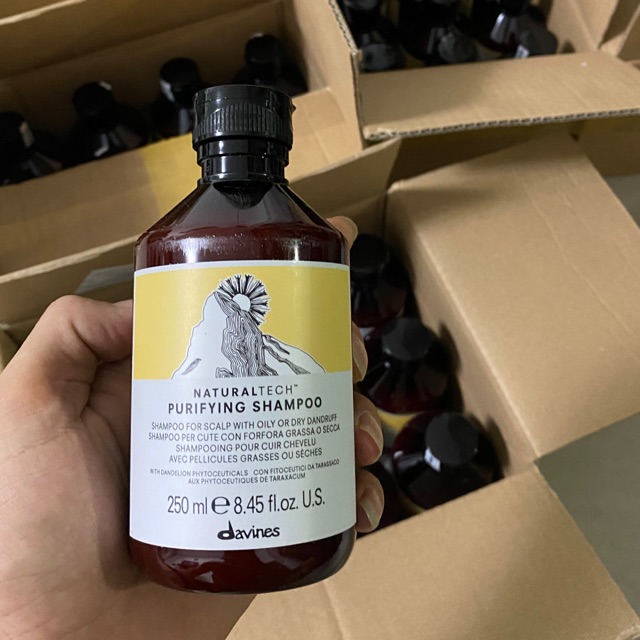 NATURALTECH™
PURIFYING SHAMPOO
SHAMPOO FOR SCALP WITH OILY OR DRY DANDRUFF
SHAMPOO PER CUTE CON FORFORA GRASSA O SECCA
SHAMPOOING POUR CUIR CHEVELU
AVEC PELLICULES GRASSES OU SÈCHES
WITH DANDELION PHYTOCEUTICALS CON FITOCEUTICI DA TARASSACO
AUX PHYTOCEUTIQUES DE TARAXACUM
250 ml ℮ 8.45 fl.oz. U.S.
davines